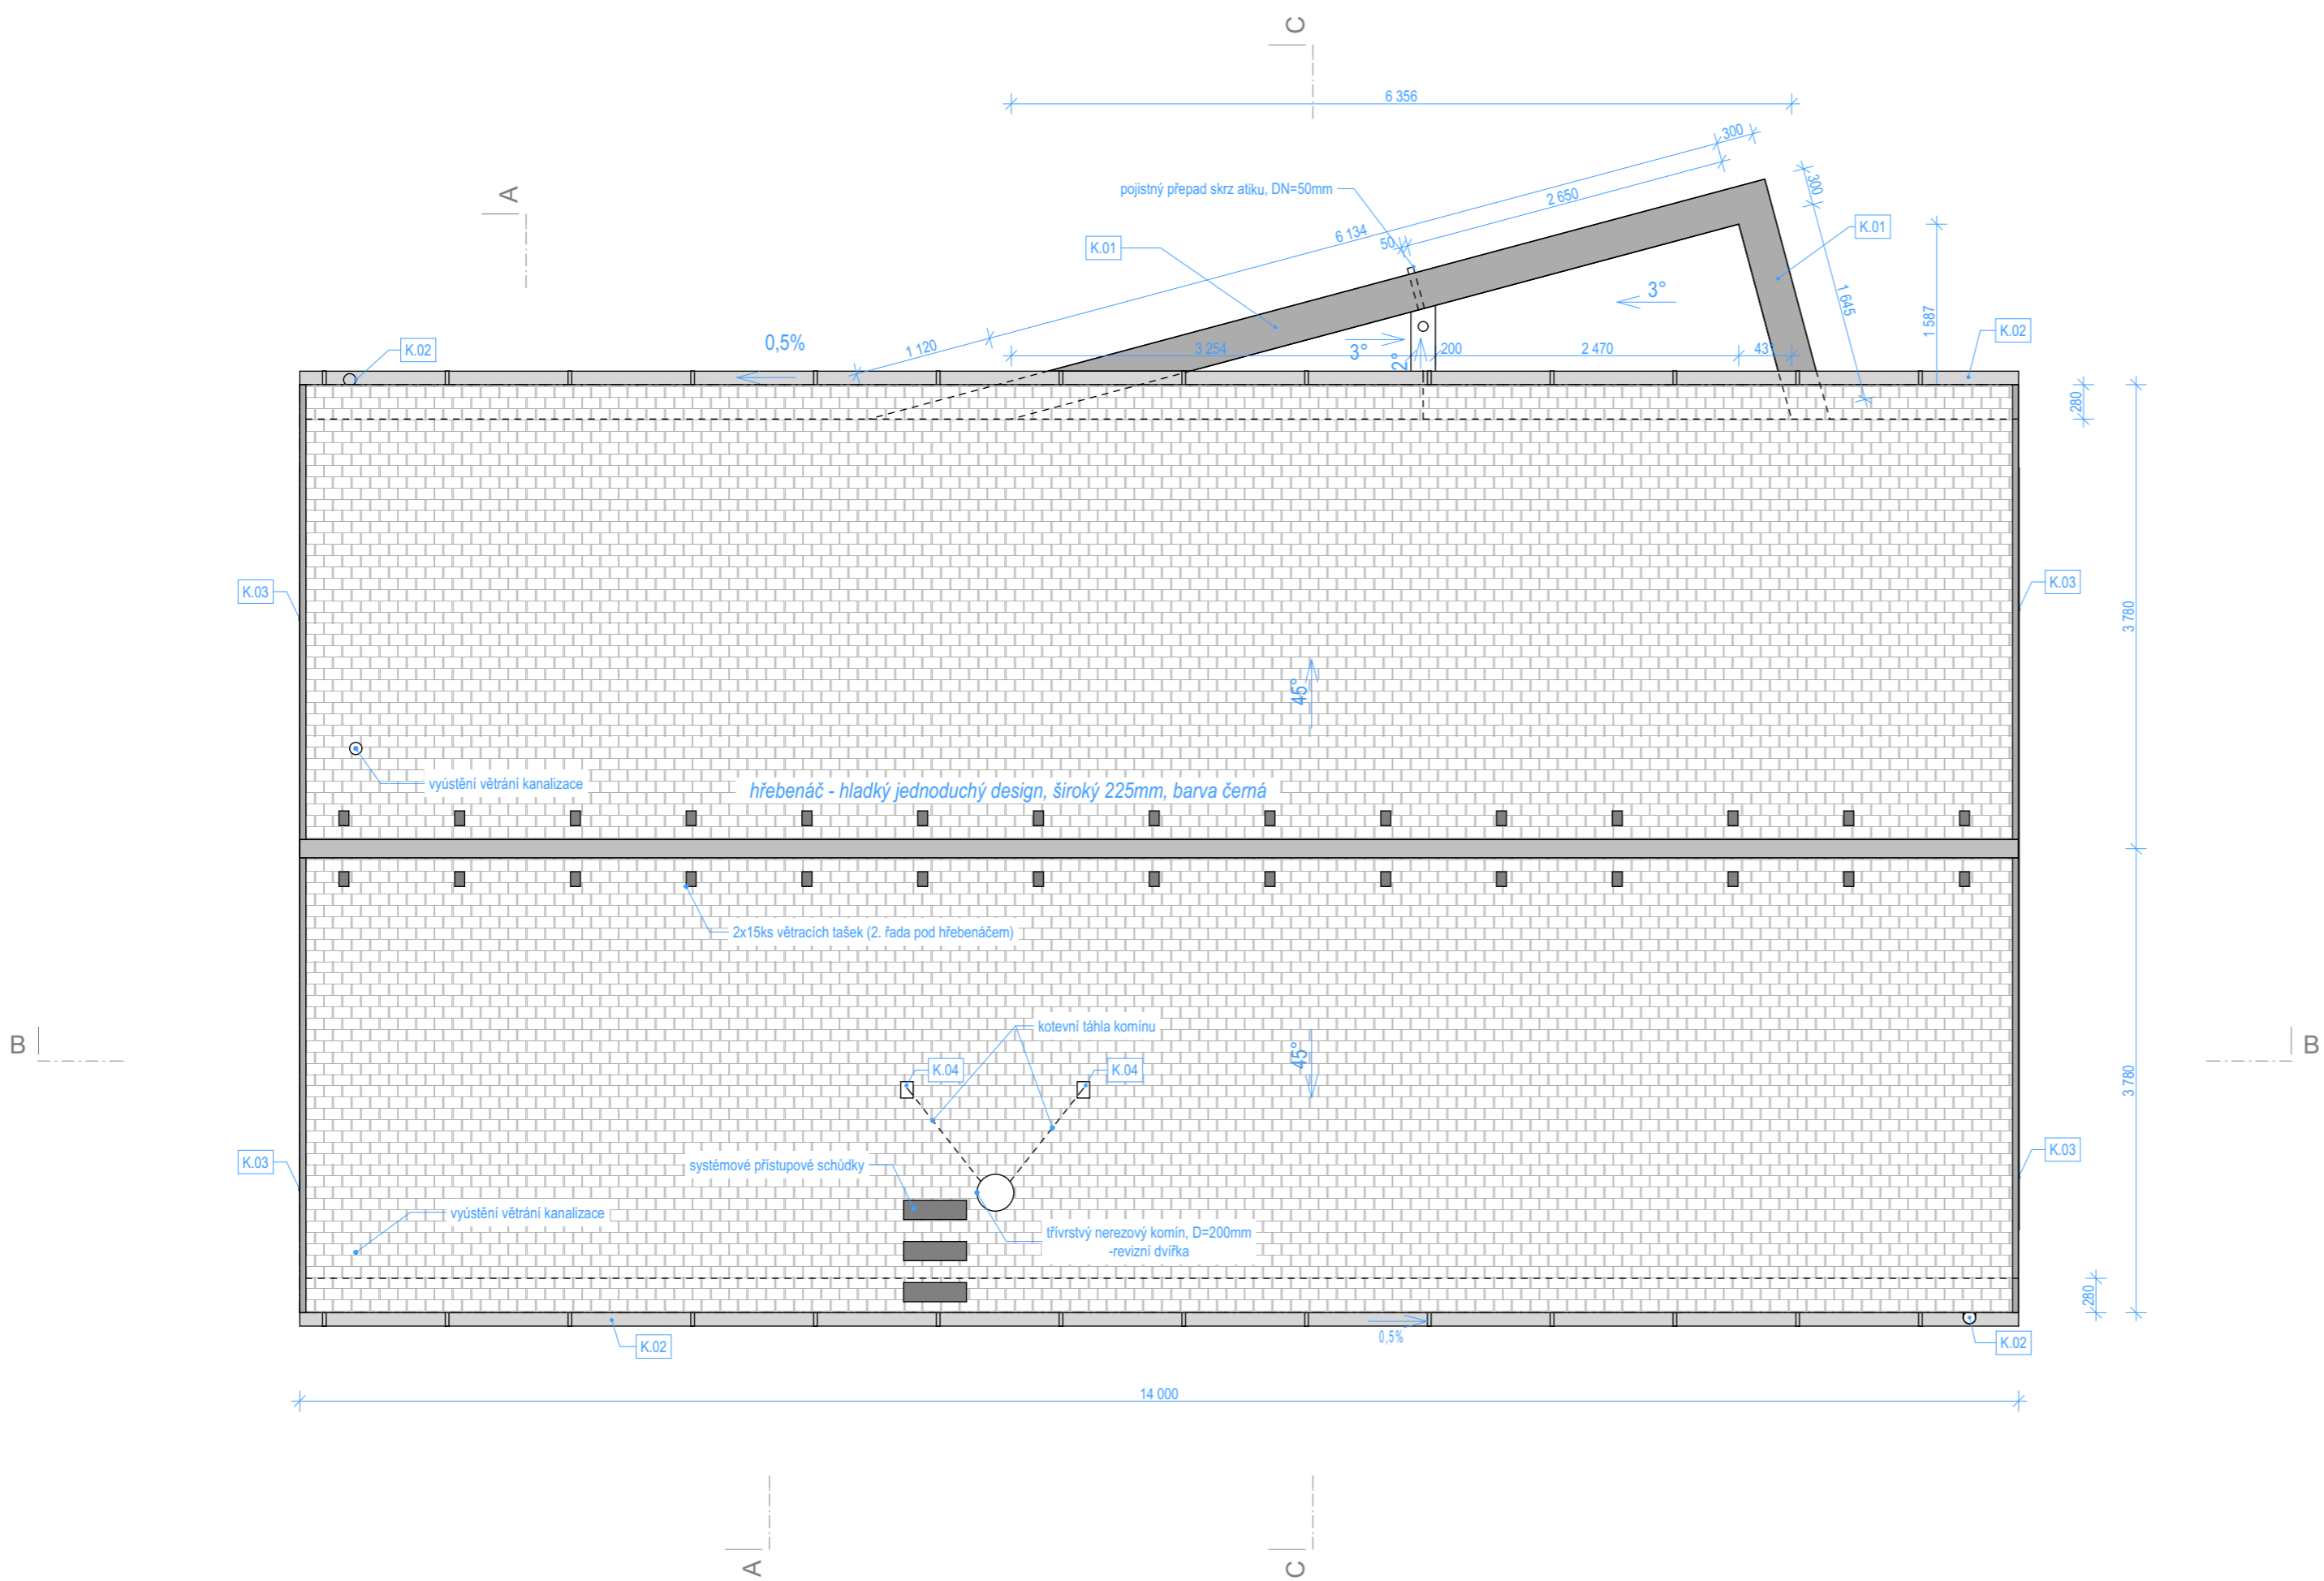 C
6 356
300
A
pojistný přepad skrz atiku, DN=50mm
2 650
300
6 134
50
K.01
K.01
3°
1 645
1 587
0,5%
K.02
K.02
1 120
3 254
3°
2°
200
2 470
431
280
K.03
K.03
3 780
45°
vyústění větrání kanalizace
hřebenáč - hladký jednoduchý design, široký 225mm, barva černá
2x15ks větracích tašek (2. řada pod hřebenáčem)
kotevní táhla komínu
B
45°
B
K.04
K.04
3 780
K.03
systémové přístupové schůdky
K.03
vyústění větrání kanalizace
třívrstvý nerezový komín, D=200mm
-revizní dvířka
280
0,5%
K.02
K.02
14 000
A
C